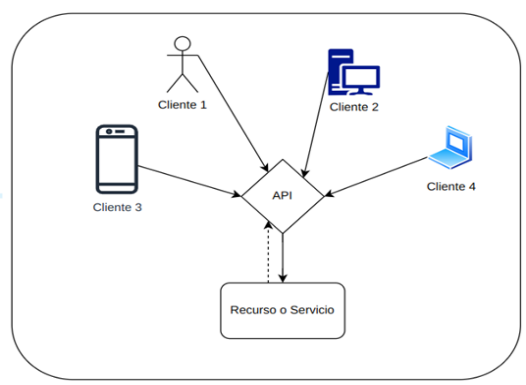 Cliente 1
Cliente 2
Cliente 3
Cliente 4
API
Recurso o Servicio